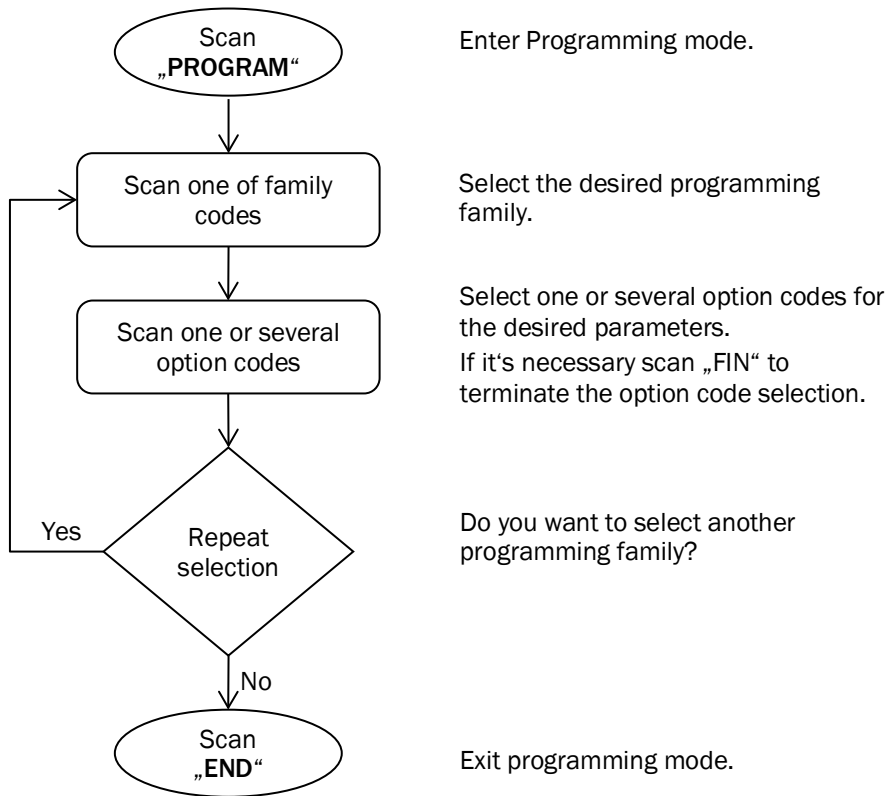 Scan
„PROGRAM“
Enter Programming mode.
Scan one of family
codes
Select the desired programming
family.
Scan one or several
option codes
Select one or several option codes for
the desired parameters.
If it‘s necessary scan „FIN“ to
terminate the option code selection.
Yes
Repeat
selection
Do you want to select another
programming family?
No
Scan
„END“
Exit programming mode.